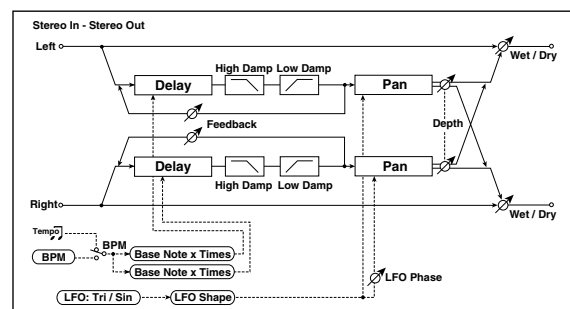 Stereo In - Stereo Out
Left
Wet / Dry
High Damp Low Damp
Delay
Pan
Feedback
Depth
Delay
Pan
High Damp Low Damp
Right
Wet / Dry
Tempo
BPM
BPM
Base Note x Times
Base Note x Times
LFO Phase
LFO: Tri / Sin
LFO Shape